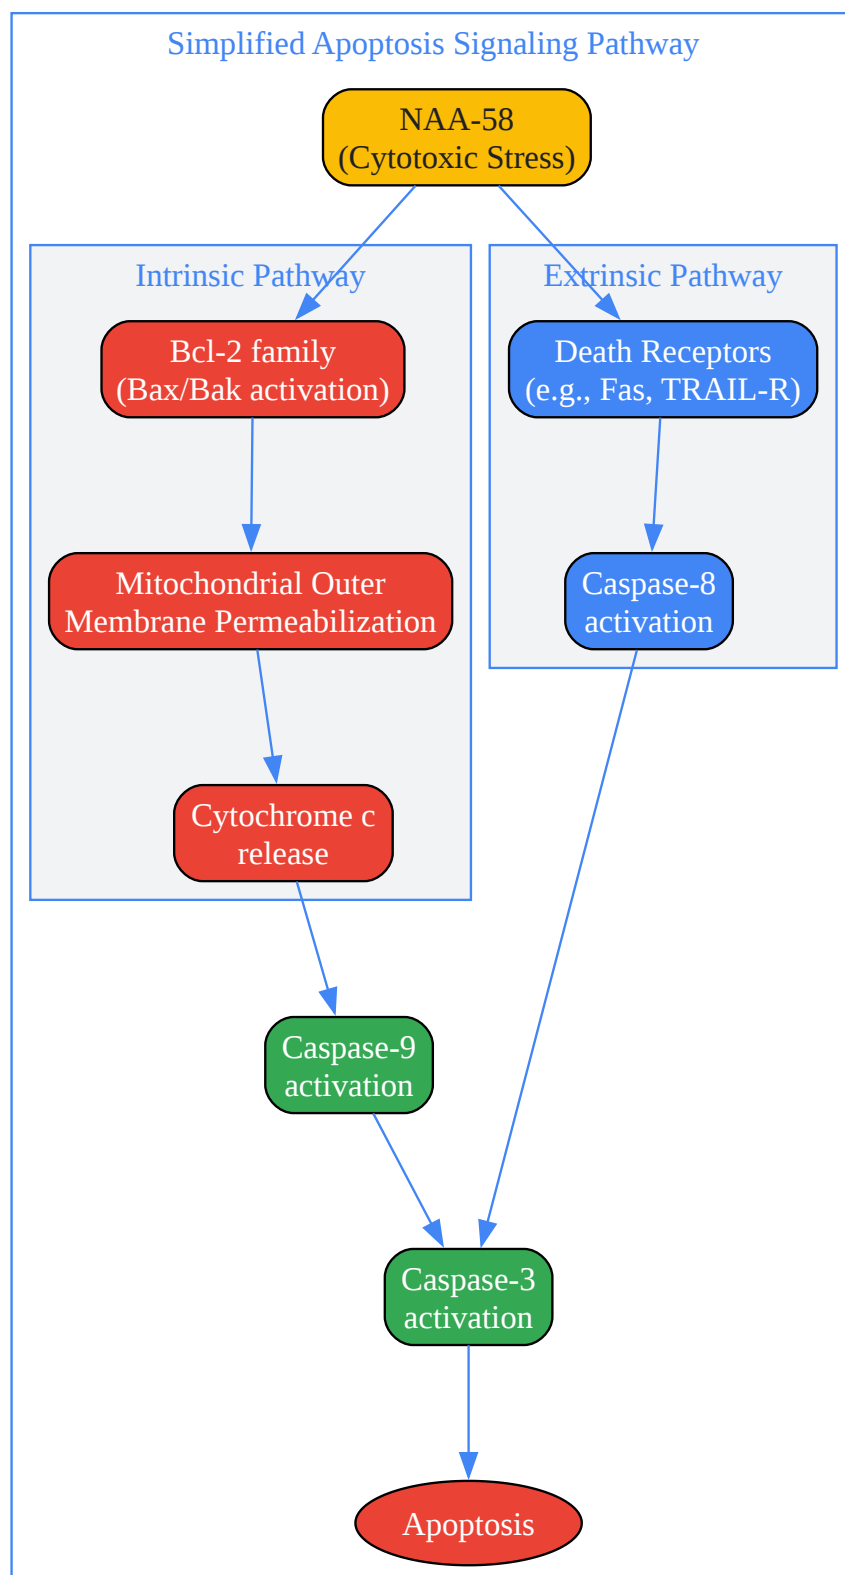 Simplified Apoptosis Signaling Pathway
NAA-58
(Cytotoxic Stress)
Intrinsic Pathway
Extrinsic Pathway
Bcl-2 family
(Bax/Bak activation)
Death Receptors
(e.g., Fas, TRAIL-R)
Mitochondrial Outer
Membrane Permeabilization
Caspase-8
activation
Cytochrome c
release
Caspase-9
activation
Caspase-3
activation
Apoptosis